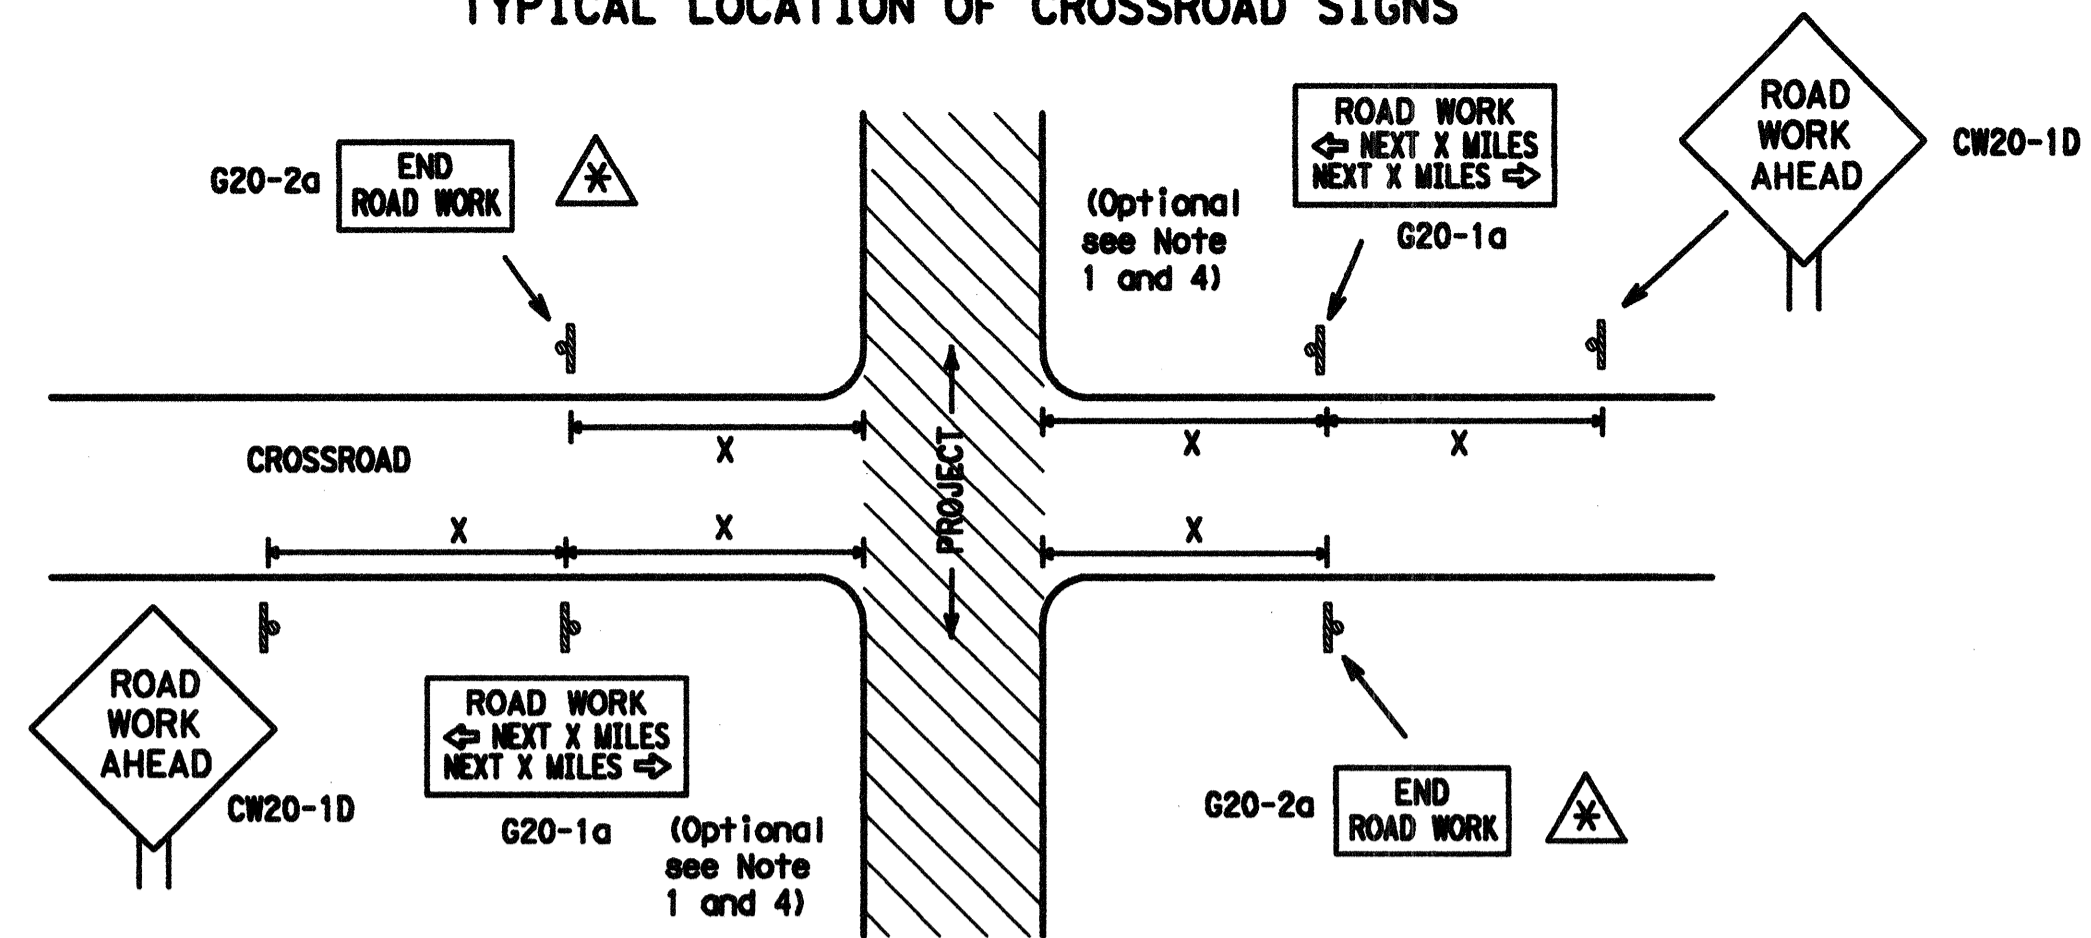 TYPICAL LOCATION OF CROSSROAD SIGNS
ROAD
WORK
AHEAD
CW20-1D
ROAD WORK
⇦ NEXT X MILES
NEXT X MILES ⇨
G20-1a
(Optional
see Note
1 and 4)
G20-2a
END
ROAD WORK
*
X
X
X
CROSSROAD
PROJECT
X
X
X
ROAD
WORK
AHEAD
CW20-1D
ROAD WORK
⇦ NEXT X MILES
NEXT X MILES ⇨
G20-1a
(Optional
see Note
1 and 4)
G20-2a
END
ROAD WORK
*